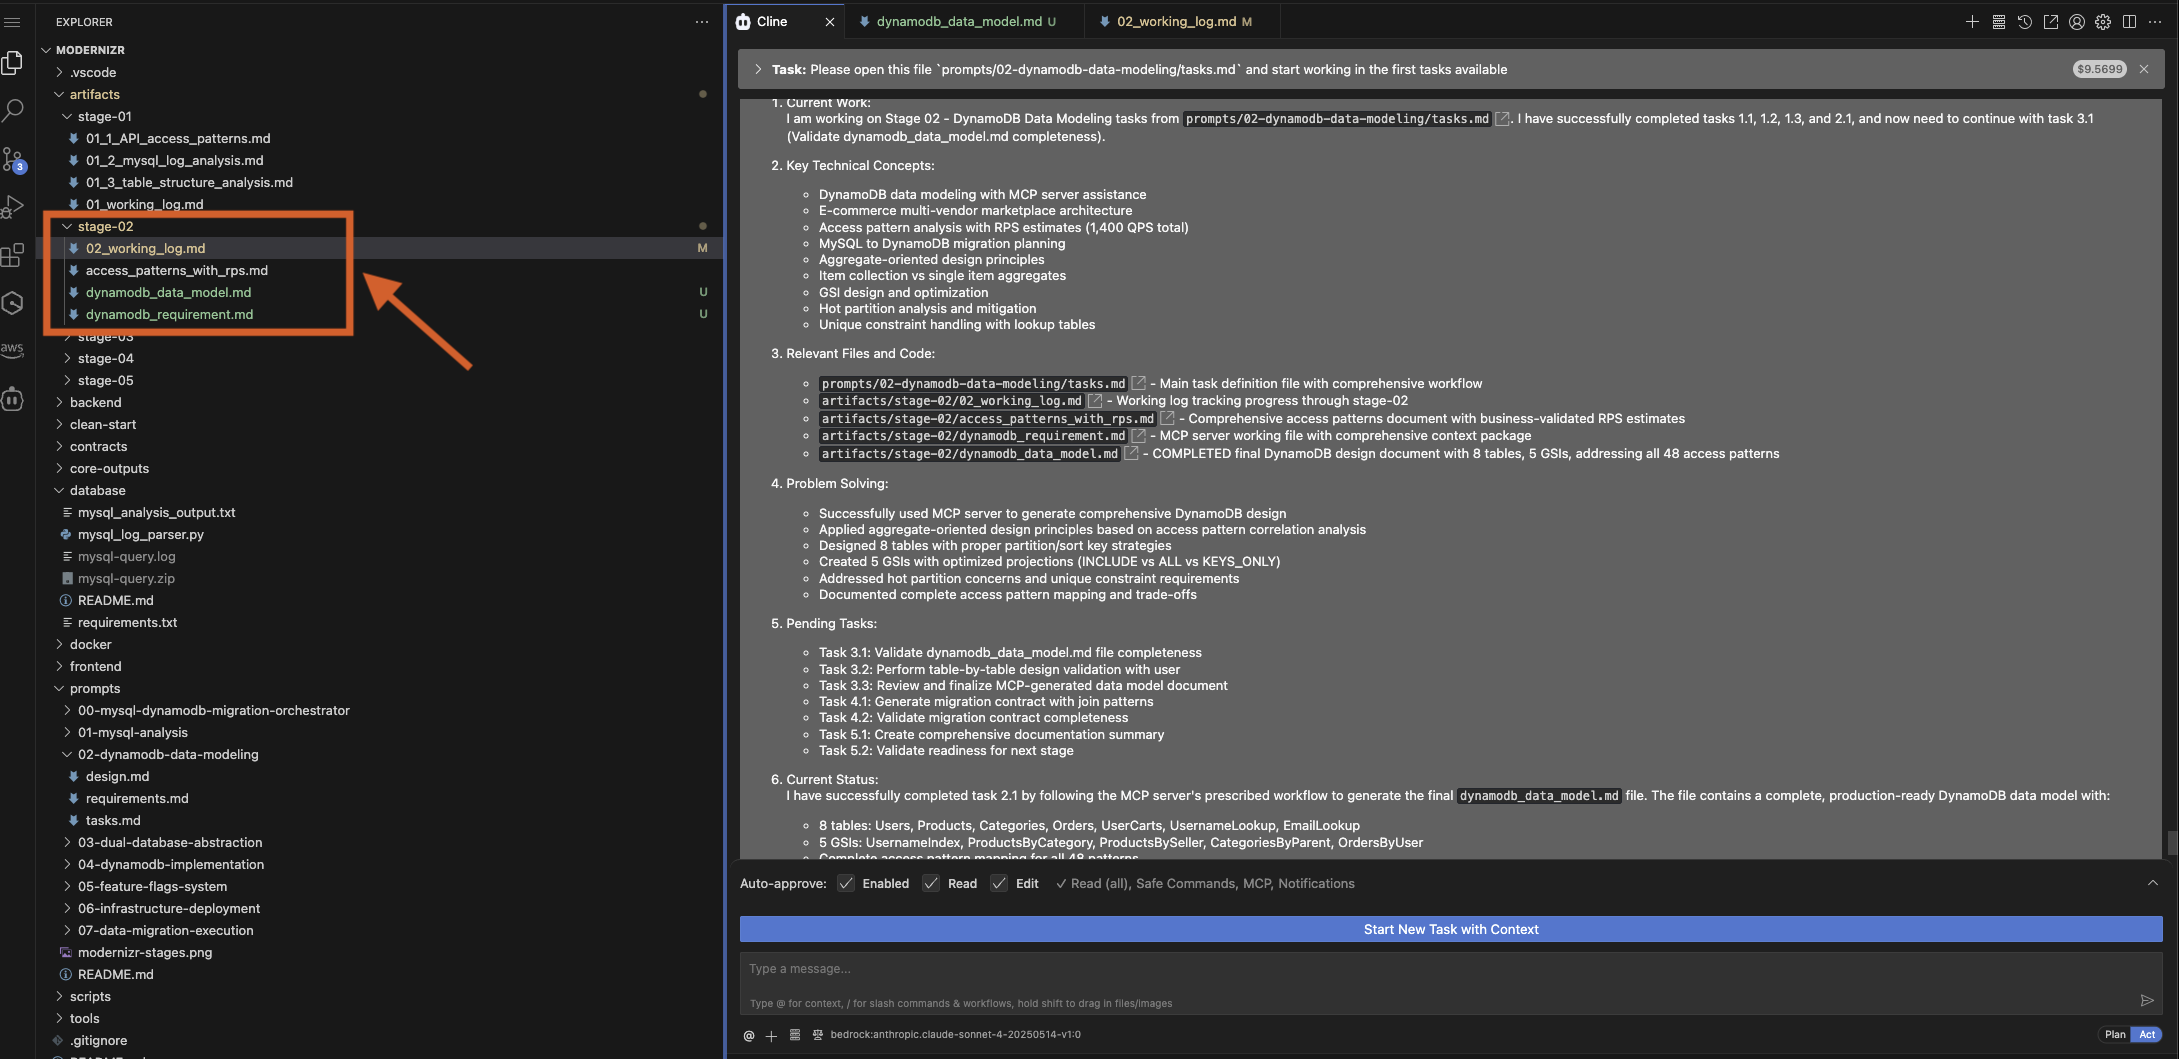 EXPLORER
MODERNIZR
.vscode
artifacts
stage-01
01_1_API_access_patterns.md
01_2_mysql_log_analysis.md
01_3_table_structure_analysis.md
01_working_log.md
stage-02
02_working_log.md M
access_patterns_with_rps.md
dynamodb_data_model.md U
dynamodb_requirement.md U
stage-03
stage-04
stage-05
backend
clean-start
contracts
core-outputs
database
mysql_analysis_output.txt
mysql_log_parser.py
mysql-query.log
mysql-query.zip
README.md
requirements.txt
docker
frontend
prompts
00-mysql-dynamodb-migration-orchestrator
01-mysql-analysis
02-dynamodb-data-modeling
design.md
requirements.md
tasks.md
03-dual-database-abstraction
04-dynamodb-implementation
05-feature-flags-system
06-infrastructure-deployment
07-data-migration-execution
modernizr-stages.png
README.md
scripts
tools
.gitignore
3
aws
Cline
dynamodb_data_model.md U
02_working_log.md M
Task: Please open this file `prompts/02-dynamodb-data-modeling/tasks.md` and start working in the first tasks available
$9.5699
1. Current Work:
I am working on Stage 02 - DynamoDB Data Modeling tasks from prompts/02-dynamodb-data-modeling/tasks.md. I have successfully completed tasks 1.1, 1.2, 1.3, and 2.1, and now need to continue with task 3.1
(Validate dynamodb_data_model.md completeness).
2. Key Technical Concepts:
DynamoDB data modeling with MCP server assistance
E-commerce multi-vendor marketplace architecture
Access pattern analysis with RPS estimates (1,400 QPS total)
MySQL to DynamoDB migration planning
Aggregate-oriented design principles
Item collection vs single item aggregates
GSI design and optimization
Hot partition analysis and mitigation
Unique constraint handling with lookup tables
3. Relevant Files and Code:
prompts/02-dynamodb-data-modeling/tasks.md - Main task definition file with comprehensive workflow
artifacts/stage-02/02_working_log.md - Working log tracking progress through stage-02
artifacts/stage-02/access_patterns_with_rps.md - Comprehensive access patterns document with business-validated RPS estimates
artifacts/stage-02/dynamodb_requirement.md - MCP server working file with comprehensive context package
artifacts/stage-02/dynamodb_data_model.md - COMPLETED final DynamoDB design document with 8 tables, 5 GSIs, addressing all 48 access patterns
4. Problem Solving:
Successfully used MCP server to generate comprehensive DynamoDB design
Applied aggregate-oriented design principles based on access pattern correlation analysis
Designed 8 tables with proper partition/sort key strategies
Created 5 GSIs with optimized projections (INCLUDE vs ALL vs KEYS_ONLY)
Addressed hot partition concerns and unique constraint requirements
Documented complete access pattern mapping and trade-offs
5. Pending Tasks:
Task 3.1: Validate dynamodb_data_model.md file completeness
Task 3.2: Perform table-by-table design validation with user
Task 3.3: Review and finalize MCP-generated data model document
Task 4.1: Generate migration contract with join patterns
Task 4.2: Validate migration contract completeness
Task 5.1: Create comprehensive documentation summary
Task 5.2: Validate readiness for next stage
6. Current Status:
I have successfully completed task 2.1 by following the MCP server's prescribed workflow to generate the final dynamodb_data_model.md file. The file contains a complete, production-ready DynamoDB data model with:
8 tables: Users, Products, Categories, Orders, UserCarts, UsernameLookup, EmailLookup
5 GSIs: UsernameIndex, ProductsByCategory, ProductsBySeller, CategoriesByParent, OrdersByUser
Complete access pattern mapping for all 48 patterns
Auto-approve: Enabled Read Edit Read (all), Safe Commands, MCP, Notifications
Start New Task with Context
Type a message...
Type @ for context, / for slash commands & workflows, hold shift to drag in files/images
@ bedrock:anthropic.claude-sonnet-4-20250514-v1:0
Plan Act